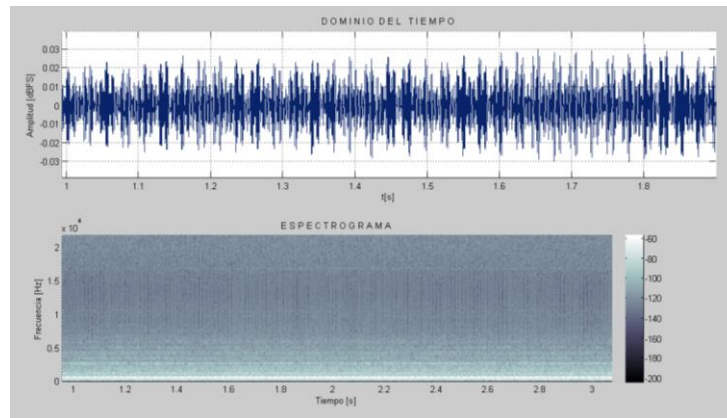 DOMINIO DEL TIEMPO
Amplitud [dBFS]
0.03
0.02
0.01
0
-0.01
-0.02
-0.03
1 1.1 1.2 1.3 1.4 1.5 1.6 1.7 1.8
t[s]
ESPECTROGRAMA
x 10^4
Frecuencia [Hz]
2
1.5
1
0.5
0
1 1.2 1.4 1.6 1.8 2 2.2 2.4 2.6 2.8 3
Tiempo [s]
-60
-80
-100
-120
-140
-160
-180
-200